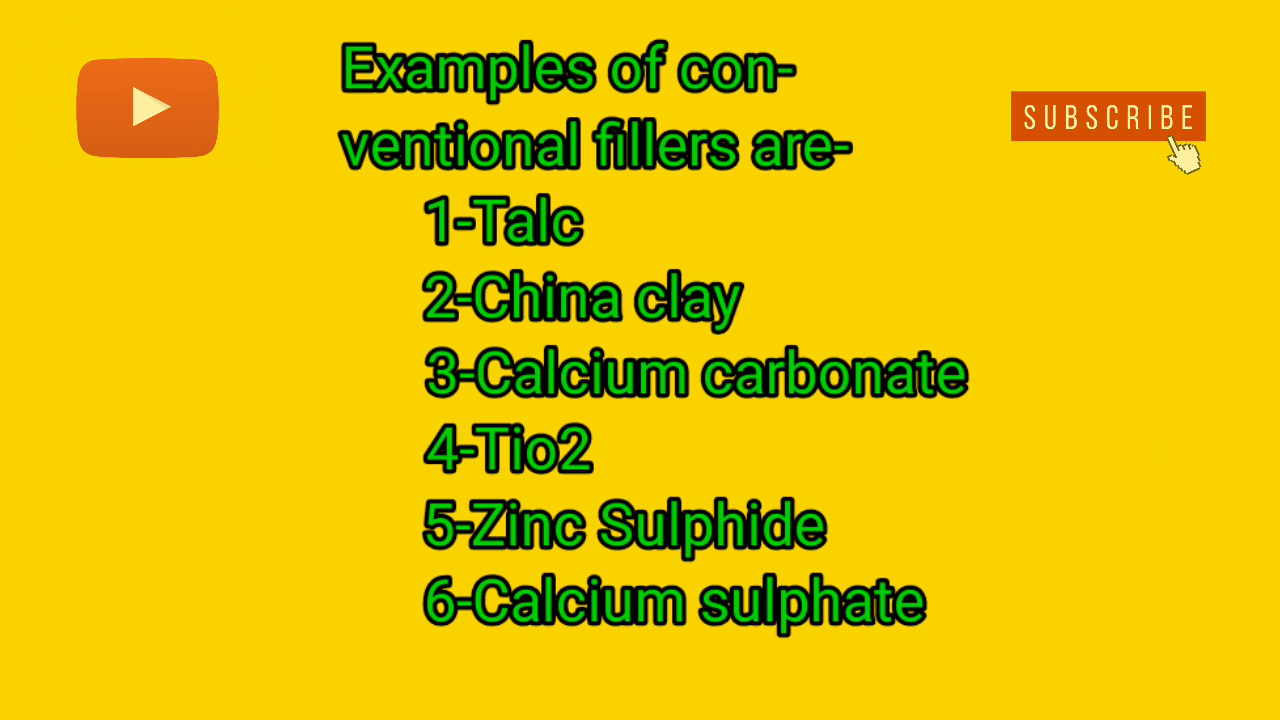 Examples of con-
ventional fillers are-
1-Talc
2-China clay
3-Calcium carbonate
4-Tio2
5-Zinc Sulphide
6-Calcium sulphate
SUBSCRIBE